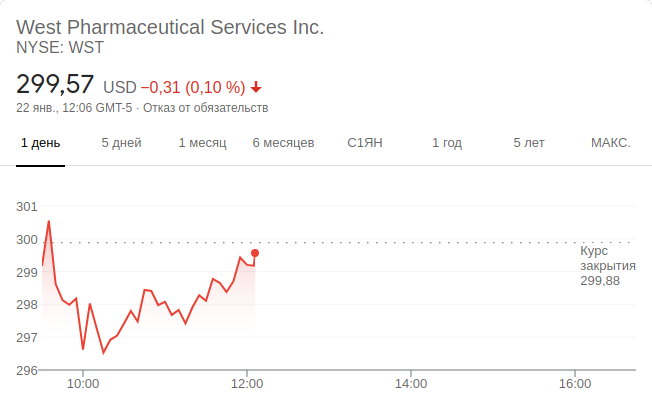 West Pharmaceutical Services Inc.
NYSE: WST
299,57 USD −0,31 (0,10 %)
22 янв., 12:06 GMT-5 · Отказ от обязательств
1 день 5 дней 1 месяц 6 месяцев С1ЯН 1 год 5 лет МАКС.
301
300
Курс
закрытия
299,88
299
298
297
296
10:00 12:00 14:00 16:00